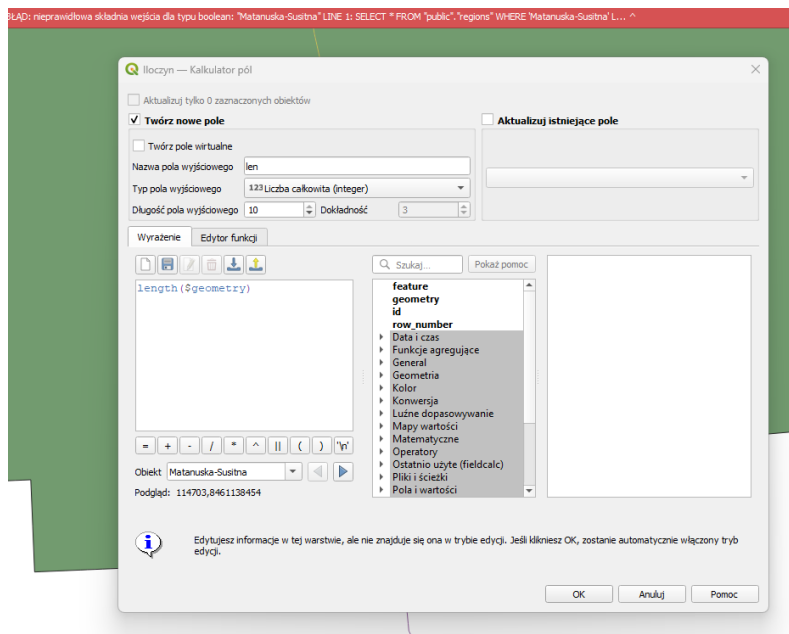 BŁĄD: nieprawidłowa składnia wejścia dla typu boolean: "Matanuska-Susitna" LINE 1: SELECT * FROM "public"."regions" WHERE 'Matanuska-Susitna' L... ^
Iloczyn — Kalkulator pól
Aktualizuj tylko 0 zaznaczonych obiektów
Twórz nowe pole
Aktualizuj istniejące pole
Twórz pole wirtualne
Nazwa pola wyjściowego len
Typ pola wyjściowego 123 Liczba całkowita (integer)
Długość pola wyjściowego 10 Dokładność 3
Wyrażenie Edytor funkcji
Szukaj... Pokaż pomoc
length($geometry)
feature
geometry
id
row_number
Data i czas
Funkcje agregujące
General
Geometria
Kolor
Konwersja
Luźne dopasowywanie
Mapy wartości
Matematyczne
Operatory
Ostatnio użyte (fieldcalc)
Pliki i ścieżki
Pola i wartości
= + - / * ^ || ( ) '\n'
Obiekt Matanuska-Susitna
Podgląd: 114703,8461138454
Edytujesz informacje w tej warstwie, ale nie znajduje się ona w trybie edycji. Jeśli klikniesz OK, zostanie automatycznie włączony tryb
edycji.
OK Anuluj Pomoc